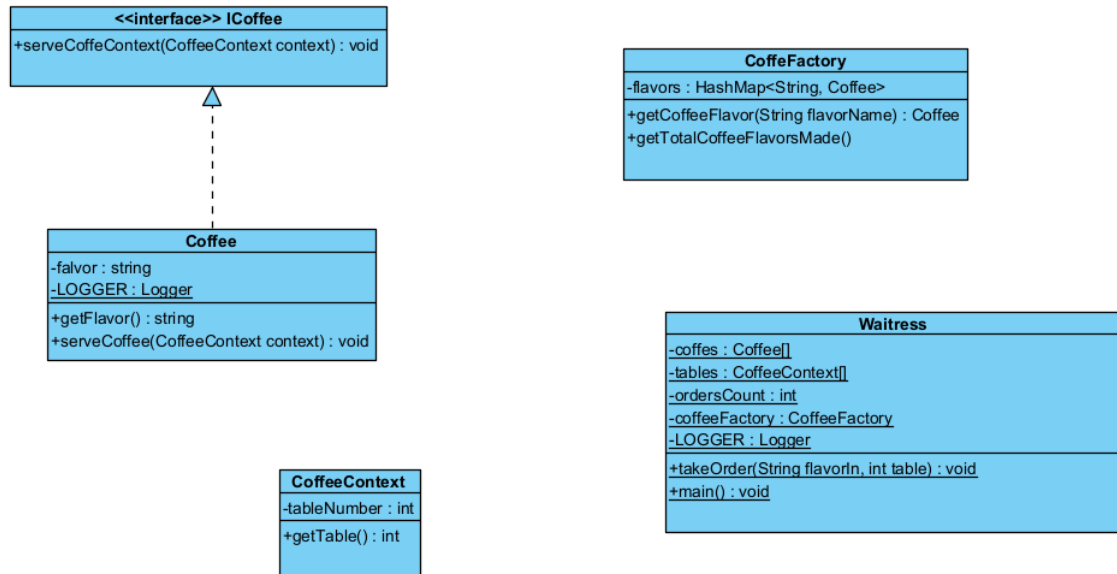 <<interface>> ICoffee
+serveCoffeContext(CoffeeContext context) : void
CoffeFactory
-flavors : HashMap<String, Coffee>
+getCoffeeFlavor(String flavorName) : Coffee
+getTotalCoffeeFlavorsMade()
Coffee
-falvor : string
-LOGGER : Logger
+getFlavor() : string
+serveCoffee(CoffeeContext context) : void
Waitress
-coffes : Coffee[]
-tables : CoffeeContext[]
-ordersCount : int
-coffeeFactory : CoffeeFactory
-LOGGER : Logger
+takeOrder(String flavorIn, int table) : void
+main() : void
CoffeeContext
-tableNumber : int
+getTable() : int